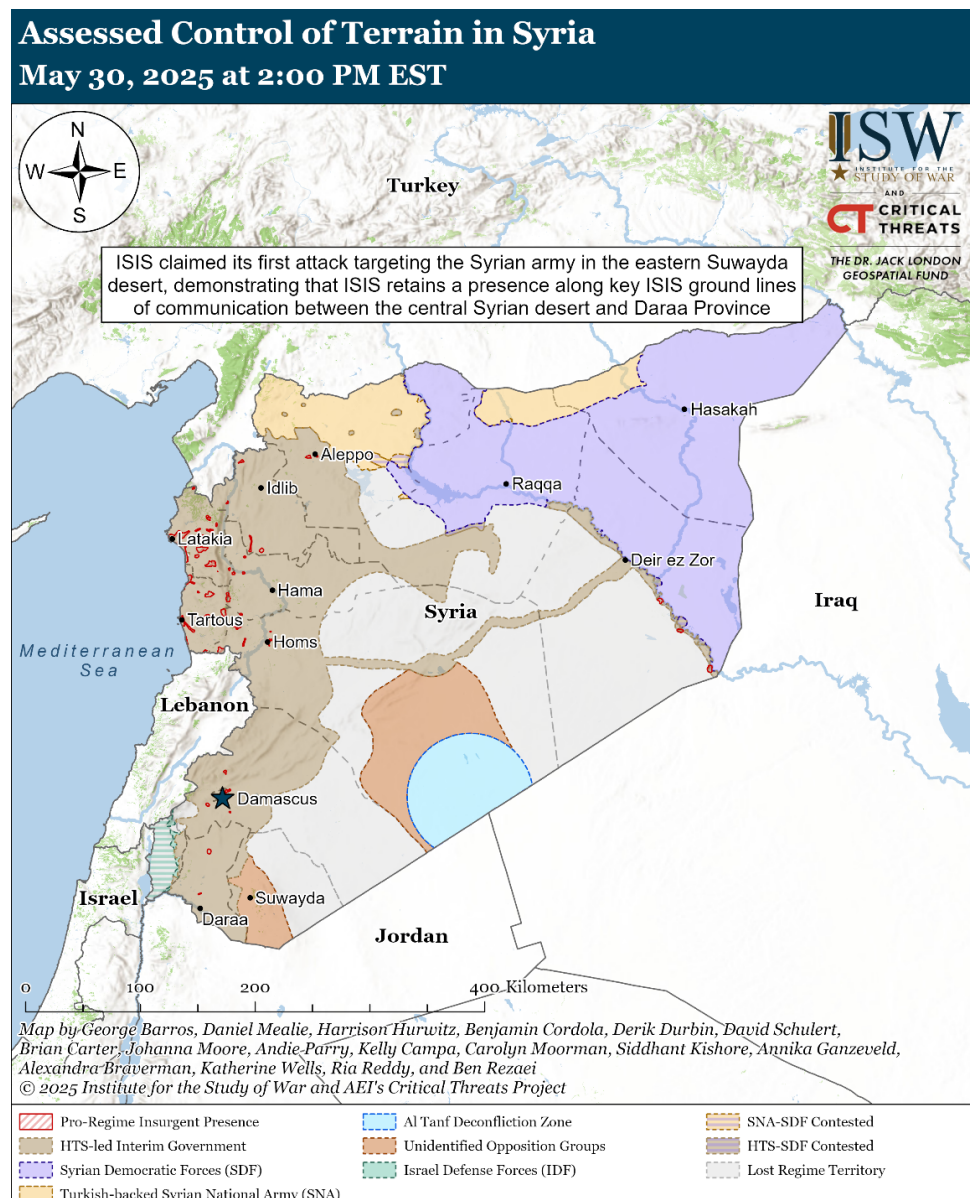 Assessed Control of Terrain in Syria
May 30, 2025 at 2:00 PM EST
N
W E
S
ISW
INSTITUTE FOR THE
STUDY OF WAR
AND
CT CRITICAL
THREATS
THE DR. JACK LONDON
GEOSPATIAL FUND
Turkey
ISIS claimed its first attack targeting the Syrian army in the eastern Suwayda
desert, demonstrating that ISIS retains a presence along key ISIS ground lines
of communication between the central Syrian desert and Daraa Province
Hasakah
Aleppo
Idlib
Raqqa
Latakia
Deir ez Zor
Hama
Syria
Iraq
Tartous
Homs
Mediterranean
Sea
Lebanon
Damascus
Israel
Suwayda
Daraa
Jordan
0 100 200 400 Kilometers
Map by George Barros, Daniel Mealie, Harrison Hurwitz, Benjamin Cordola, Derik Durbin, David Schulert,
Brian Carter, Johanna Moore, Andie Parry, Kelly Campa, Carolyn Moorman, Siddhant Kishore, Annika Ganzeveld,
Alexandra Braverman, Katherine Wells, Ria Reddy, and Ben Rezaei
© 2025 Institute for the Study of War and AEI's Critical Threats Project
Pro-Regime Insurgent Presence
HTS-led Interim Government
Syrian Democratic Forces (SDF)
Turkish-backed Syrian National Army (SNA)
Al Tanf Deconfliction Zone
Unidentified Opposition Groups
Israel Defense Forces (IDF)
SNA-SDF Contested
HTS-SDF Contested
Lost Regime Territory